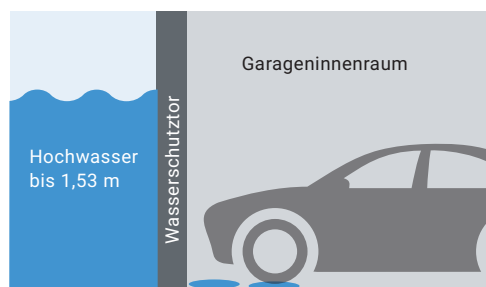 Garageninnenraum
Hochwasser
bis 1,53 m
Wasserschutztor